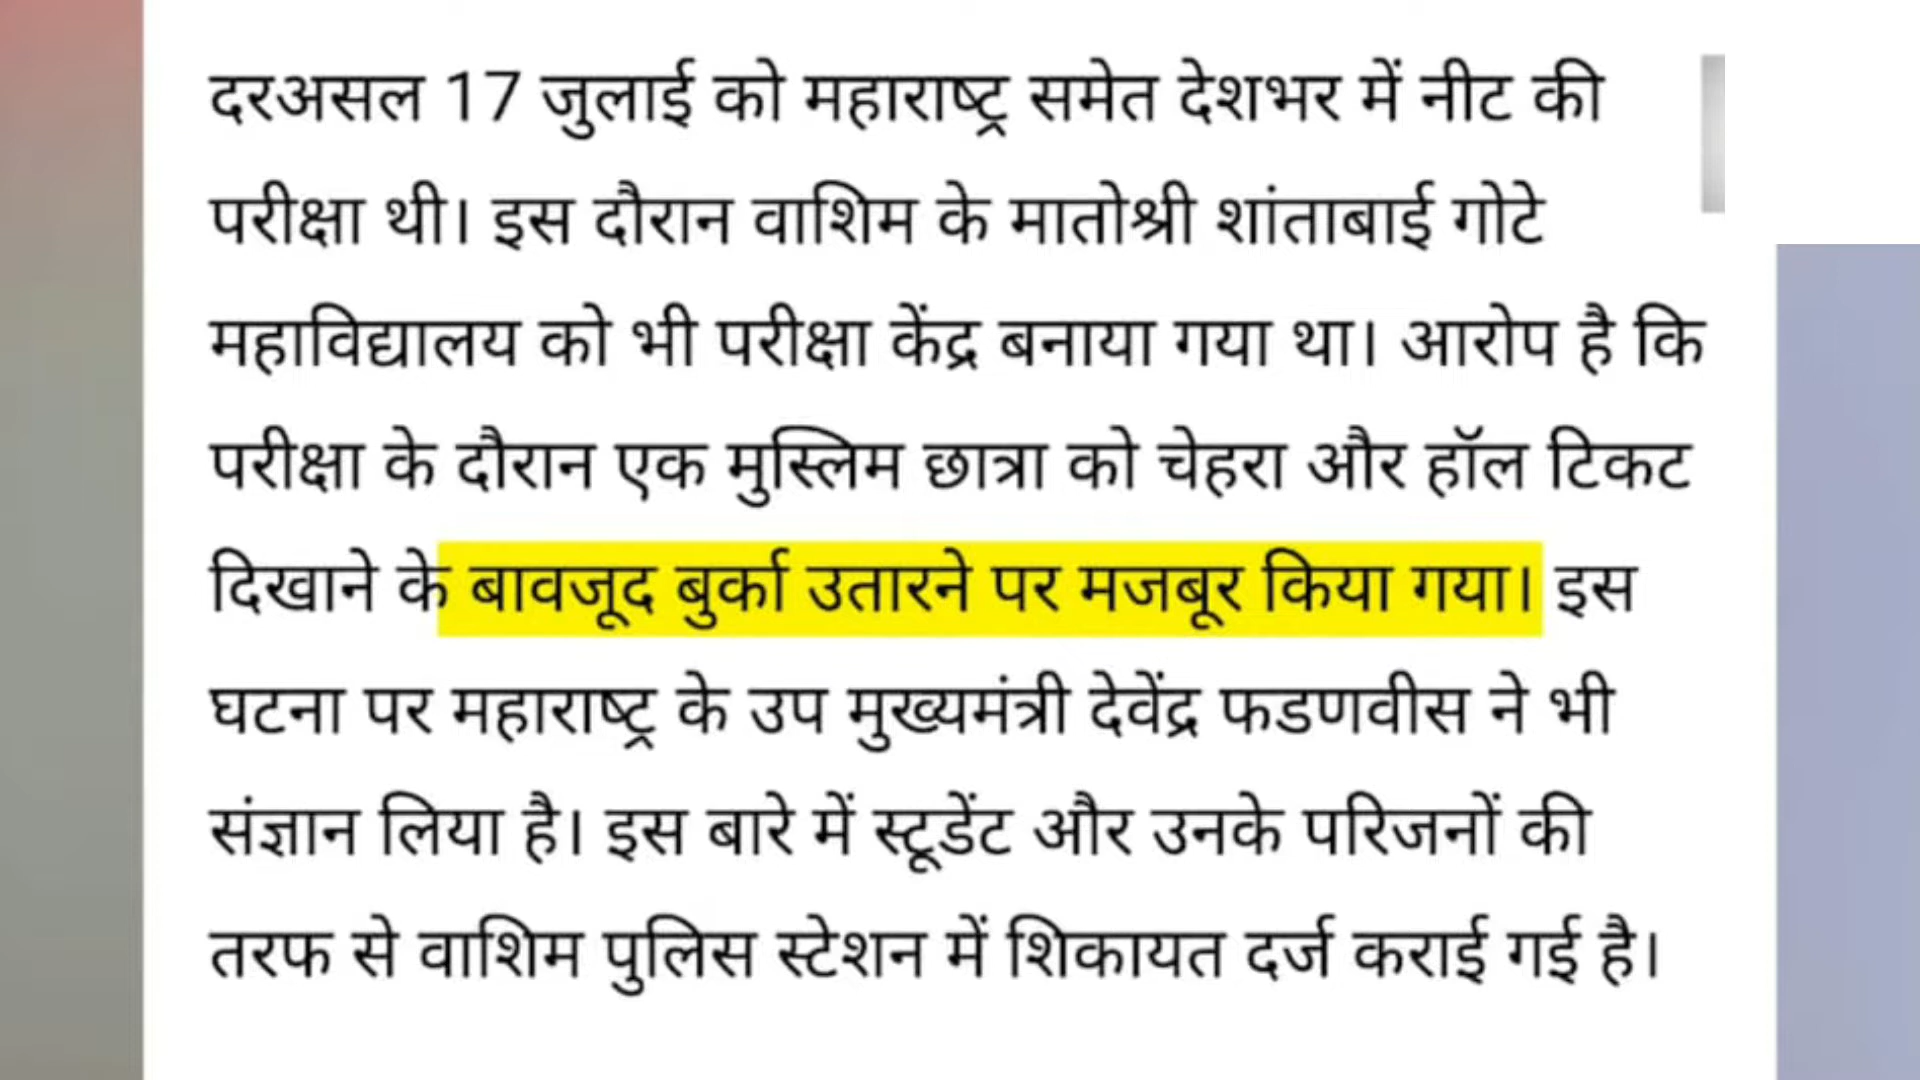 दरअसल 17 जुलाई को महाराष्ट्र समेत देशभर में नीट की
परीक्षा थी। इस दौरान वाशिम के मातोश्री शांताबाई गोटे
महाविद्यालय को भी परीक्षा केंद्र बनाया गया था। आरोप है कि
परीक्षा के दौरान एक मुस्लिम छात्रा को चेहरा और हॉल टिकट
दिखाने के बावजूद बुर्का उतारने पर मजबूर किया गया। इस
घटना पर महाराष्ट्र के उप मुख्यमंत्री देवेंद्र फडणवीस ने भी
संज्ञान लिया है। इस बारे में स्टूडेंट और उनके परिजनों की
तरफ से वाशिम पुलिस स्टेशन में शिकायत दर्ज कराई गई है।